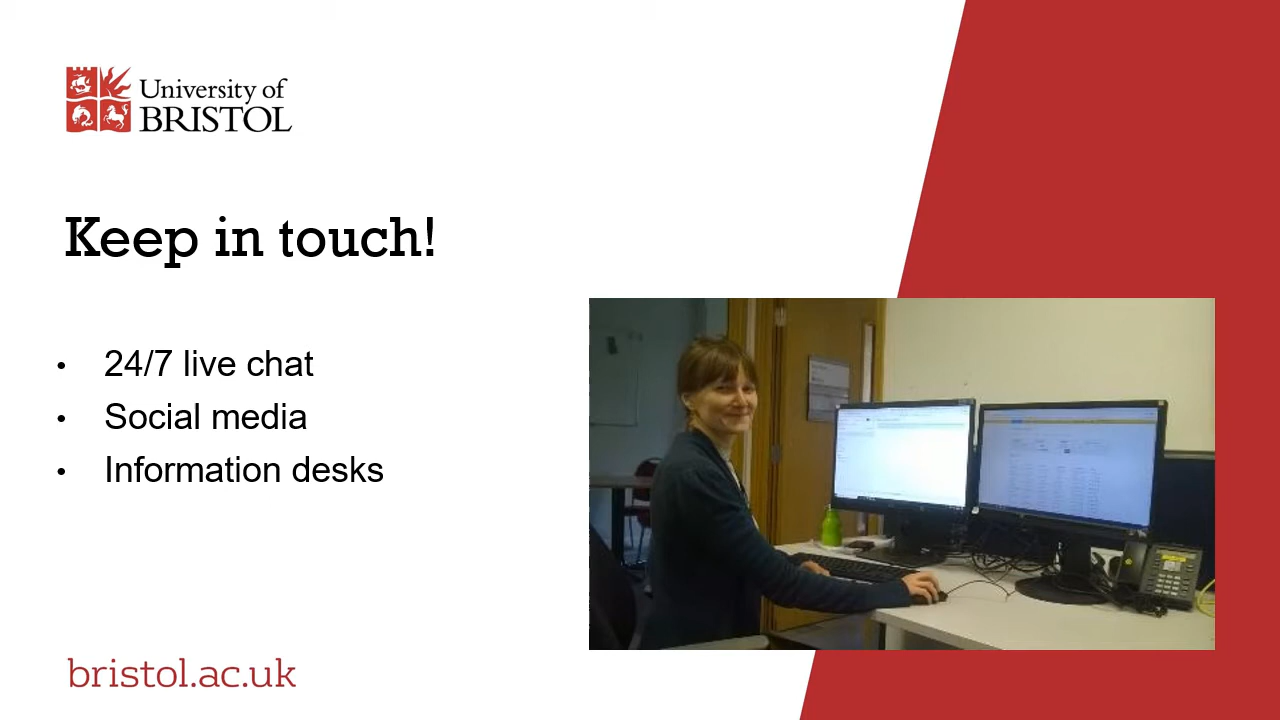 University of
BRISTOL
Keep in touch!
• 24/7 live chat
• Social media
• Information desks
bristol.ac.uk